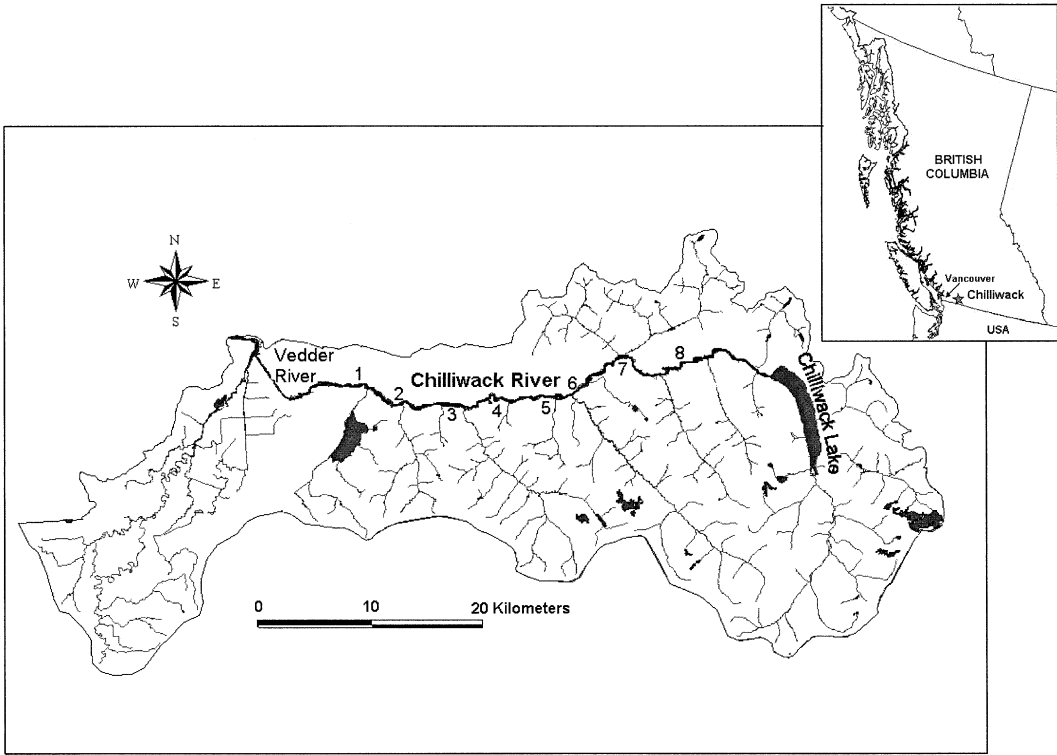 BRITISH
COLUMBIA
Vancouver
Chilliwack
USA
N
W E
S
Vedder
River
Chilliwack River
1
2
3
4
5
6
7
8
Chilliwack Lake
0 10 20 Kilometers